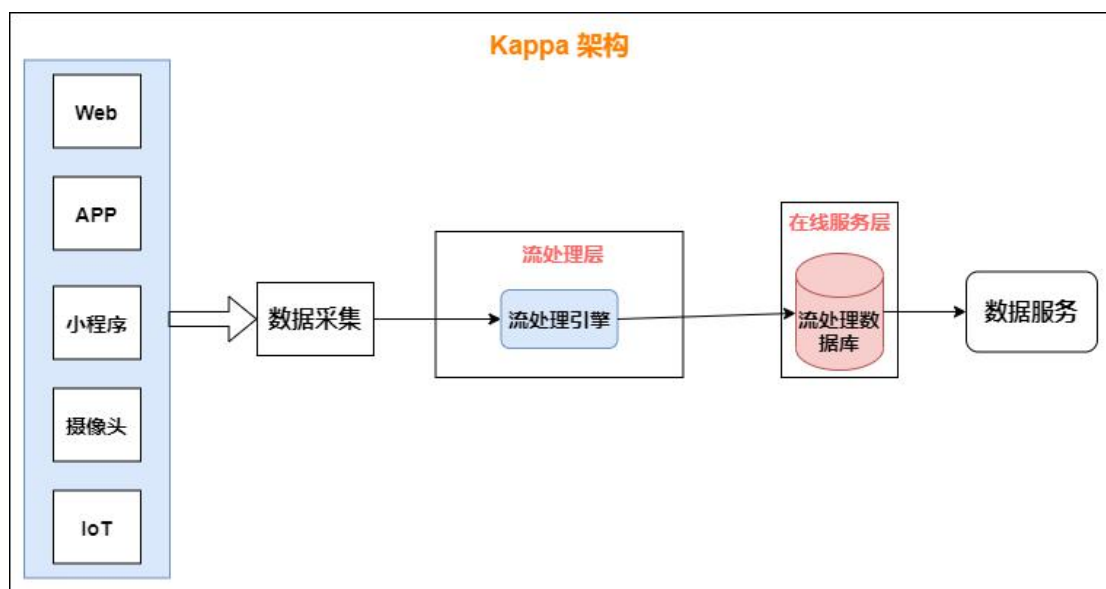 Kappa 架构
Web
APP
小程序
摄像头
IoT
数据采集
流处理层
流处理引擎
在线服务层
流处理数
据库
数据服务